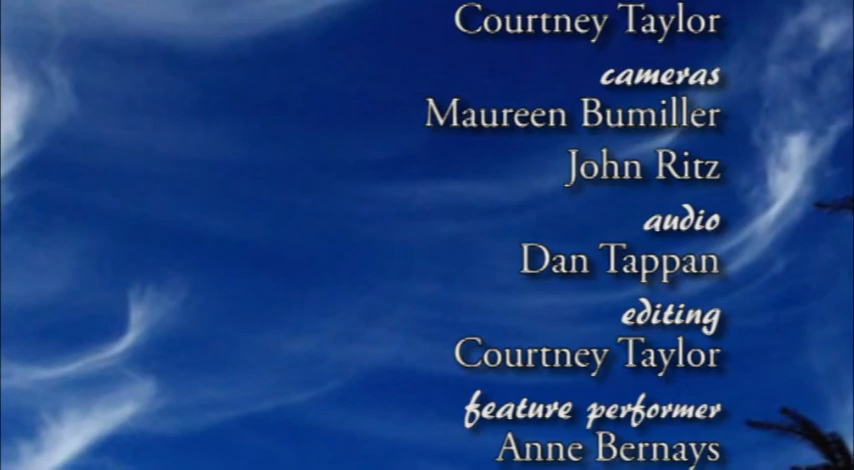 Courtney Taylor
cameras
Maureen Bumiller
John Ritz
audio
Dan Tappan
editing
Courtney Taylor
feature performer
Anne Bernays